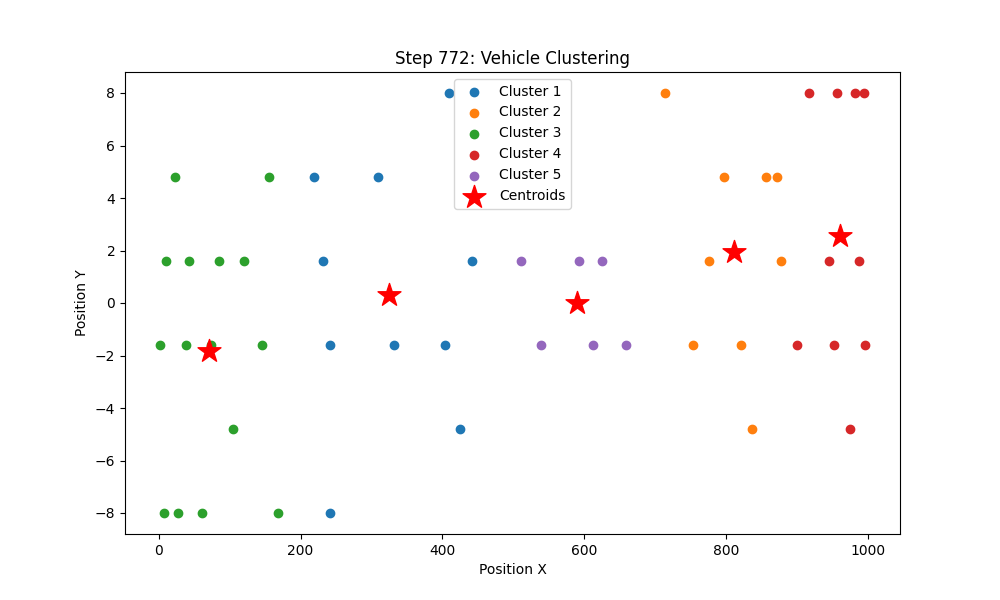 Step 772: Vehicle Clustering
Cluster 1
Cluster 2
Cluster 3
Cluster 4
Cluster 5
Centroids
8
6
4
2
0
−2
−4
−6
−8
Position Y
0
200
400
600
800
1000
Position X